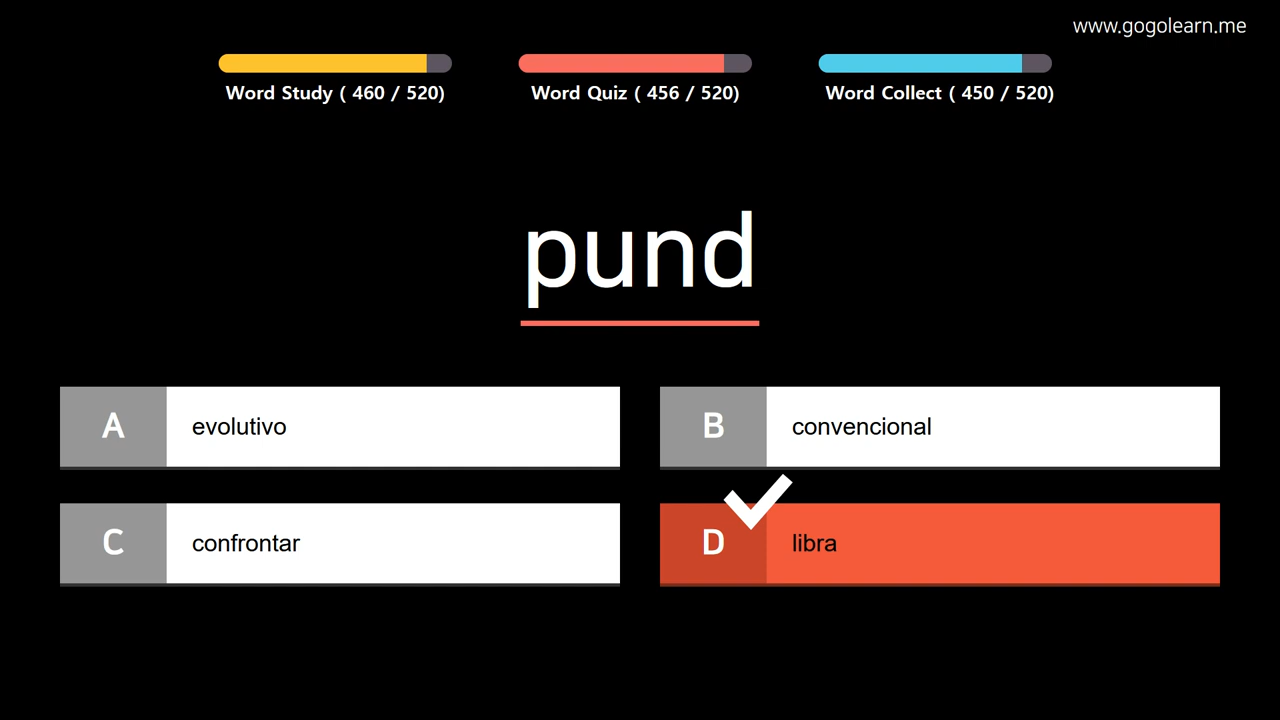 www.gogolearn.me
Word Study ( 460 / 520)
Word Quiz ( 456 / 520)
Word Collect ( 450 / 520)
pund
A evolutivo
B convencional
C confrontar
D libra